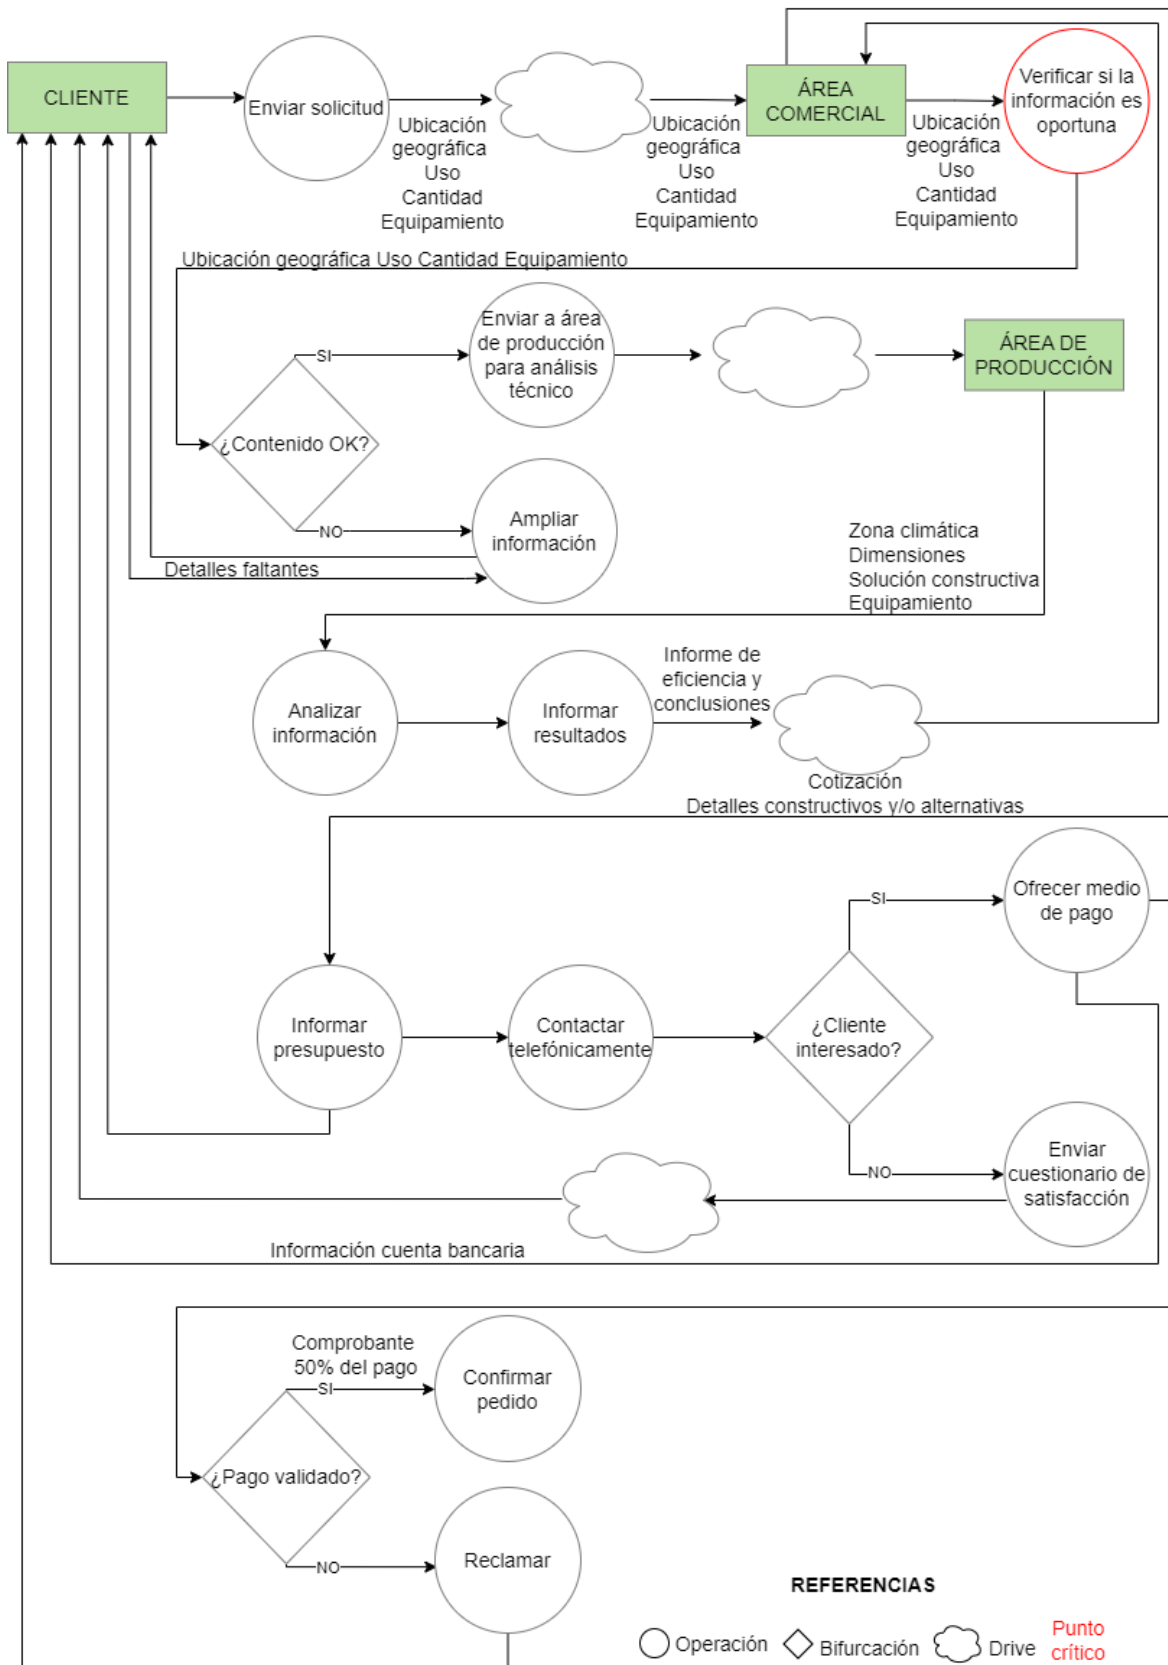 CLIENTE
Enviar solicitud
Ubicación
geográfica
Uso
Cantidad
Equipamiento
Ubicación
geográfica
Uso
Cantidad
Equipamiento
ÁREA
COMERCIAL
Ubicación
geográfica
Uso
Cantidad
Equipamiento
Verificar si la
información es
oportuna
Ubicación geográfica Uso Cantidad Equipamiento
¿Contenido OK?
SI
Enviar a área
de producción
para análisis
técnico
ÁREA DE
PRODUCCIÓN
NO
Ampliar
información
Detalles faltantes
Zona climática
Dimensiones
Solución constructiva
Equipamiento
Analizar
información
Informar
resultados
Informe de
eficiencia y
conclusiones
Cotización
Detalles constructivos y/o alternativas
Informar
presupuesto
Contactar
telefónicamente
¿Cliente
interesado?
SI
Ofrecer medio
de pago
NO
Enviar
cuestionario de
satisfacción
Información cuenta bancaria
¿Pago validado?
Comprobante
50% del pago
SI
Confirmar
pedido
NO
Reclamar
REFERENCIAS
Operación
Bifurcación
Drive
Punto
crítico